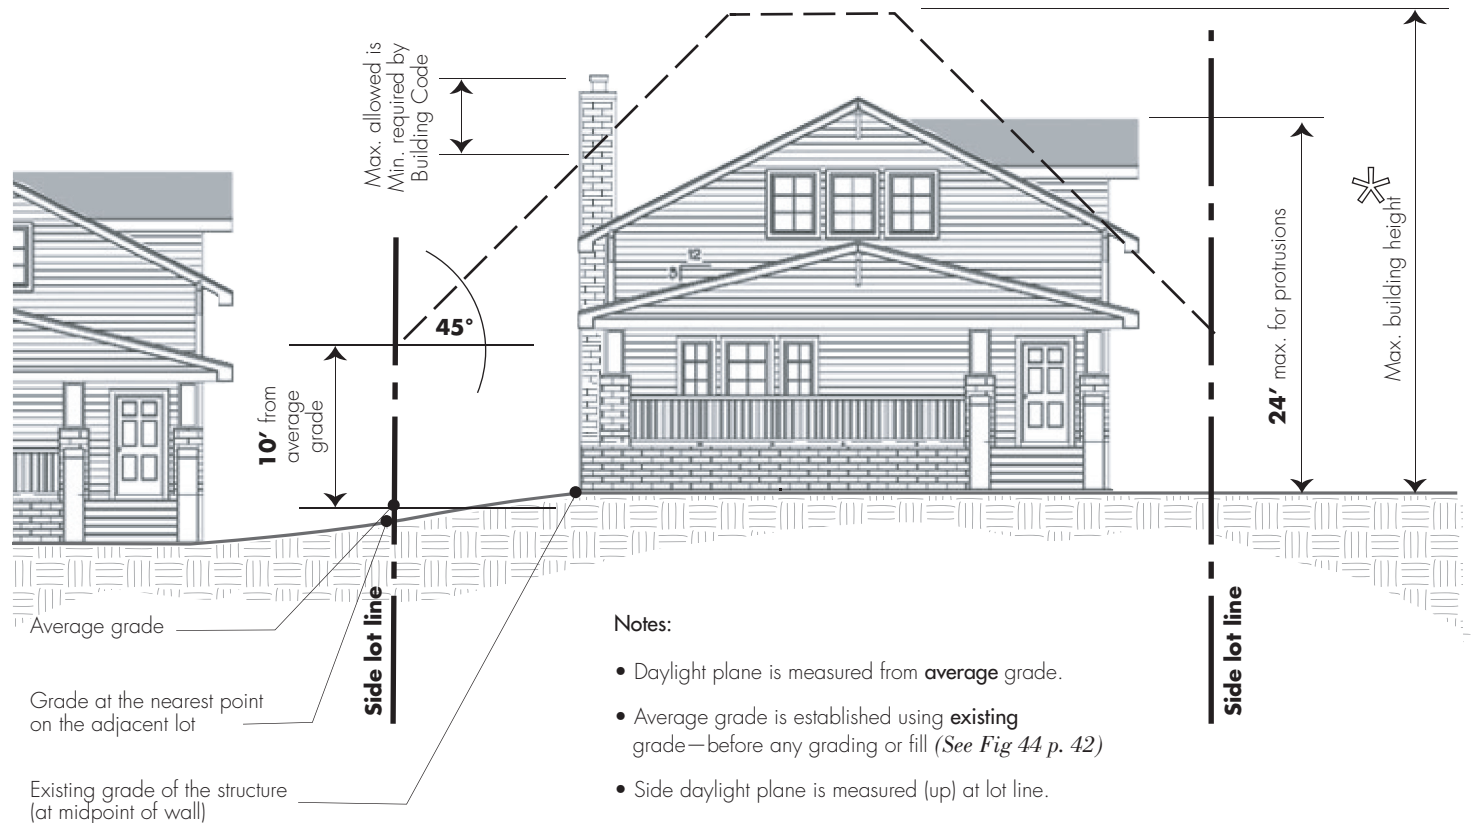 Max. allowed is
Min. required by
Building Code
45°
10′ from
average
grade
12
8
24′ max. for protrusions
Max. building height
*
Average grade
Grade at the nearest point
on the adjacent lot
Existing grade of the structure
(at midpoint of wall)
Side lot line
Side lot line
Notes:
• Daylight plane is measured from average grade.
• Average grade is established using existing
grade—before any grading or fill (See Fig 44 p. 42)
• Side daylight plane is measured (up) at lot line.